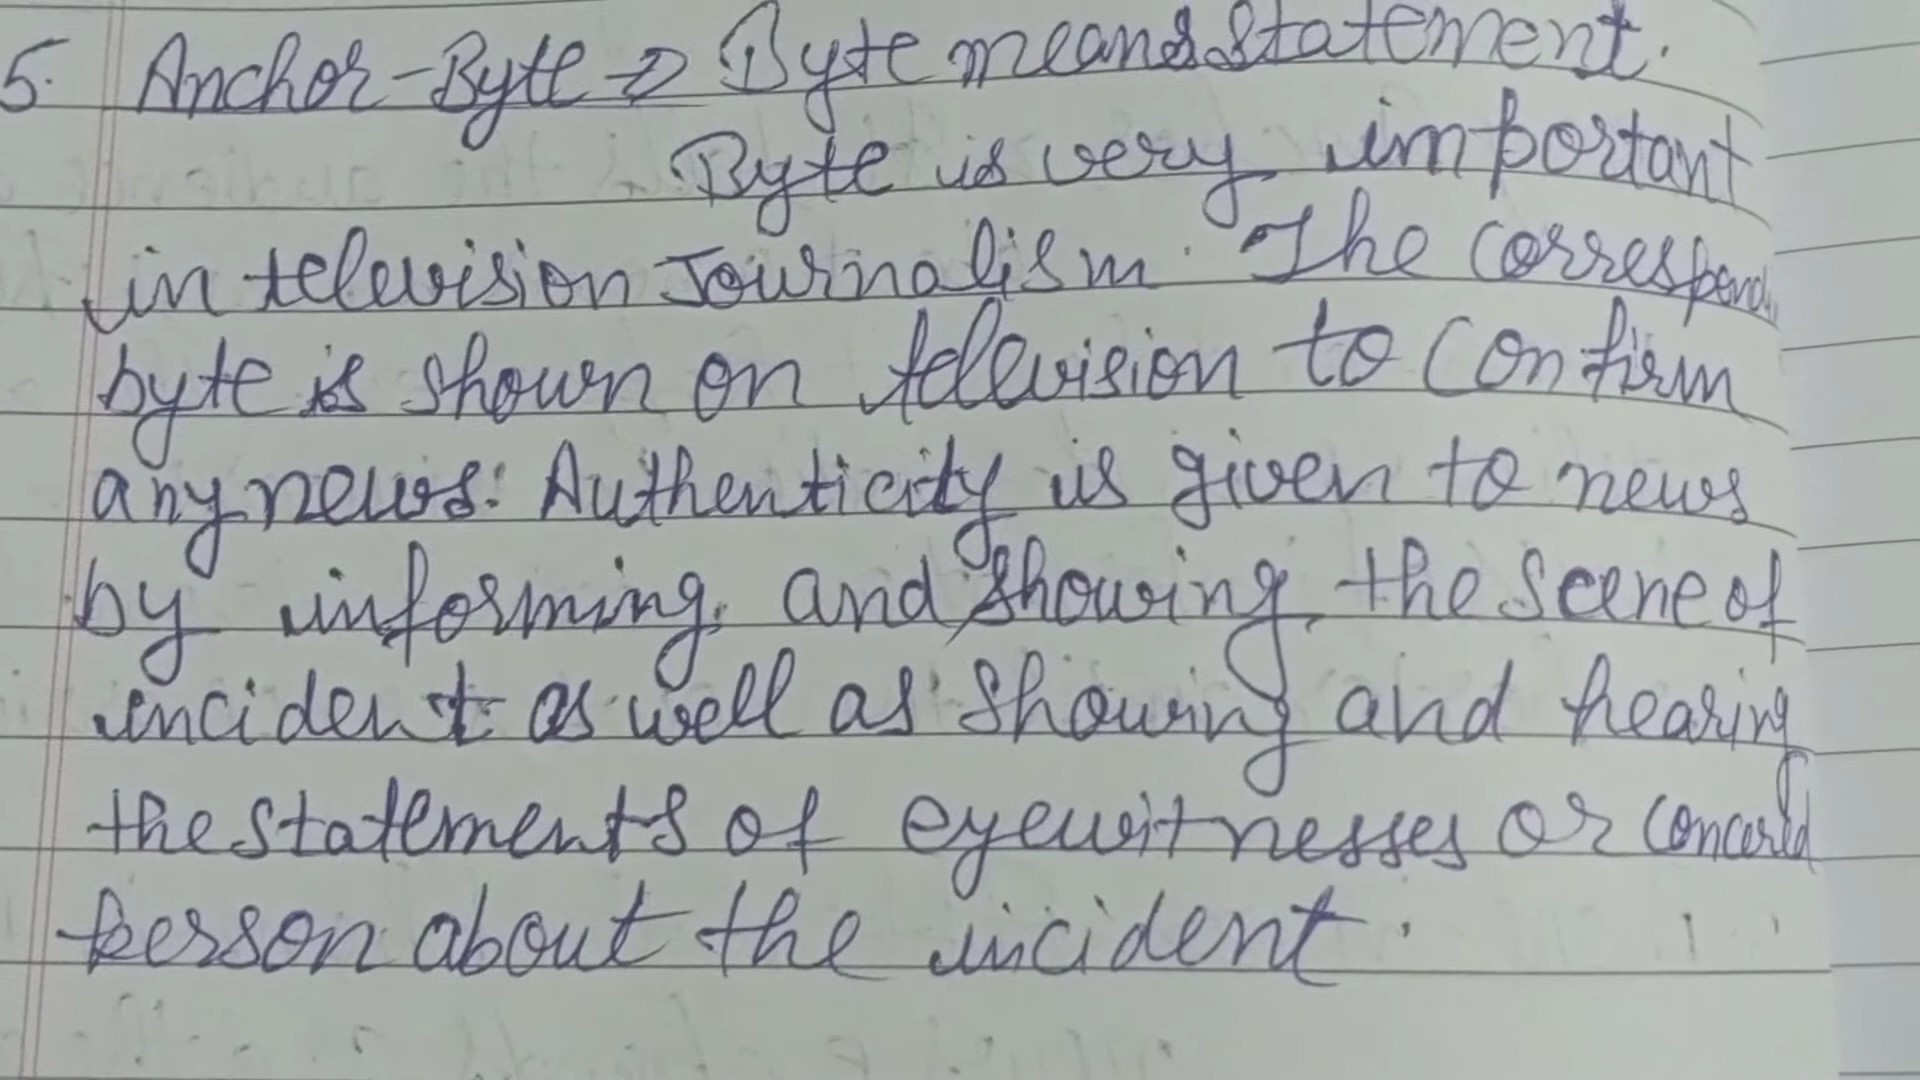 5. Anchor-Byte → Byte means statement.
Byte is very important
in television Journalism. The correspond
byte is shown on television to confirm
any news. Authenticity is given to news
by informing and showing the scene of
incident as well as showing and hearing
the statements of eyewitnesses or
person about the incident.